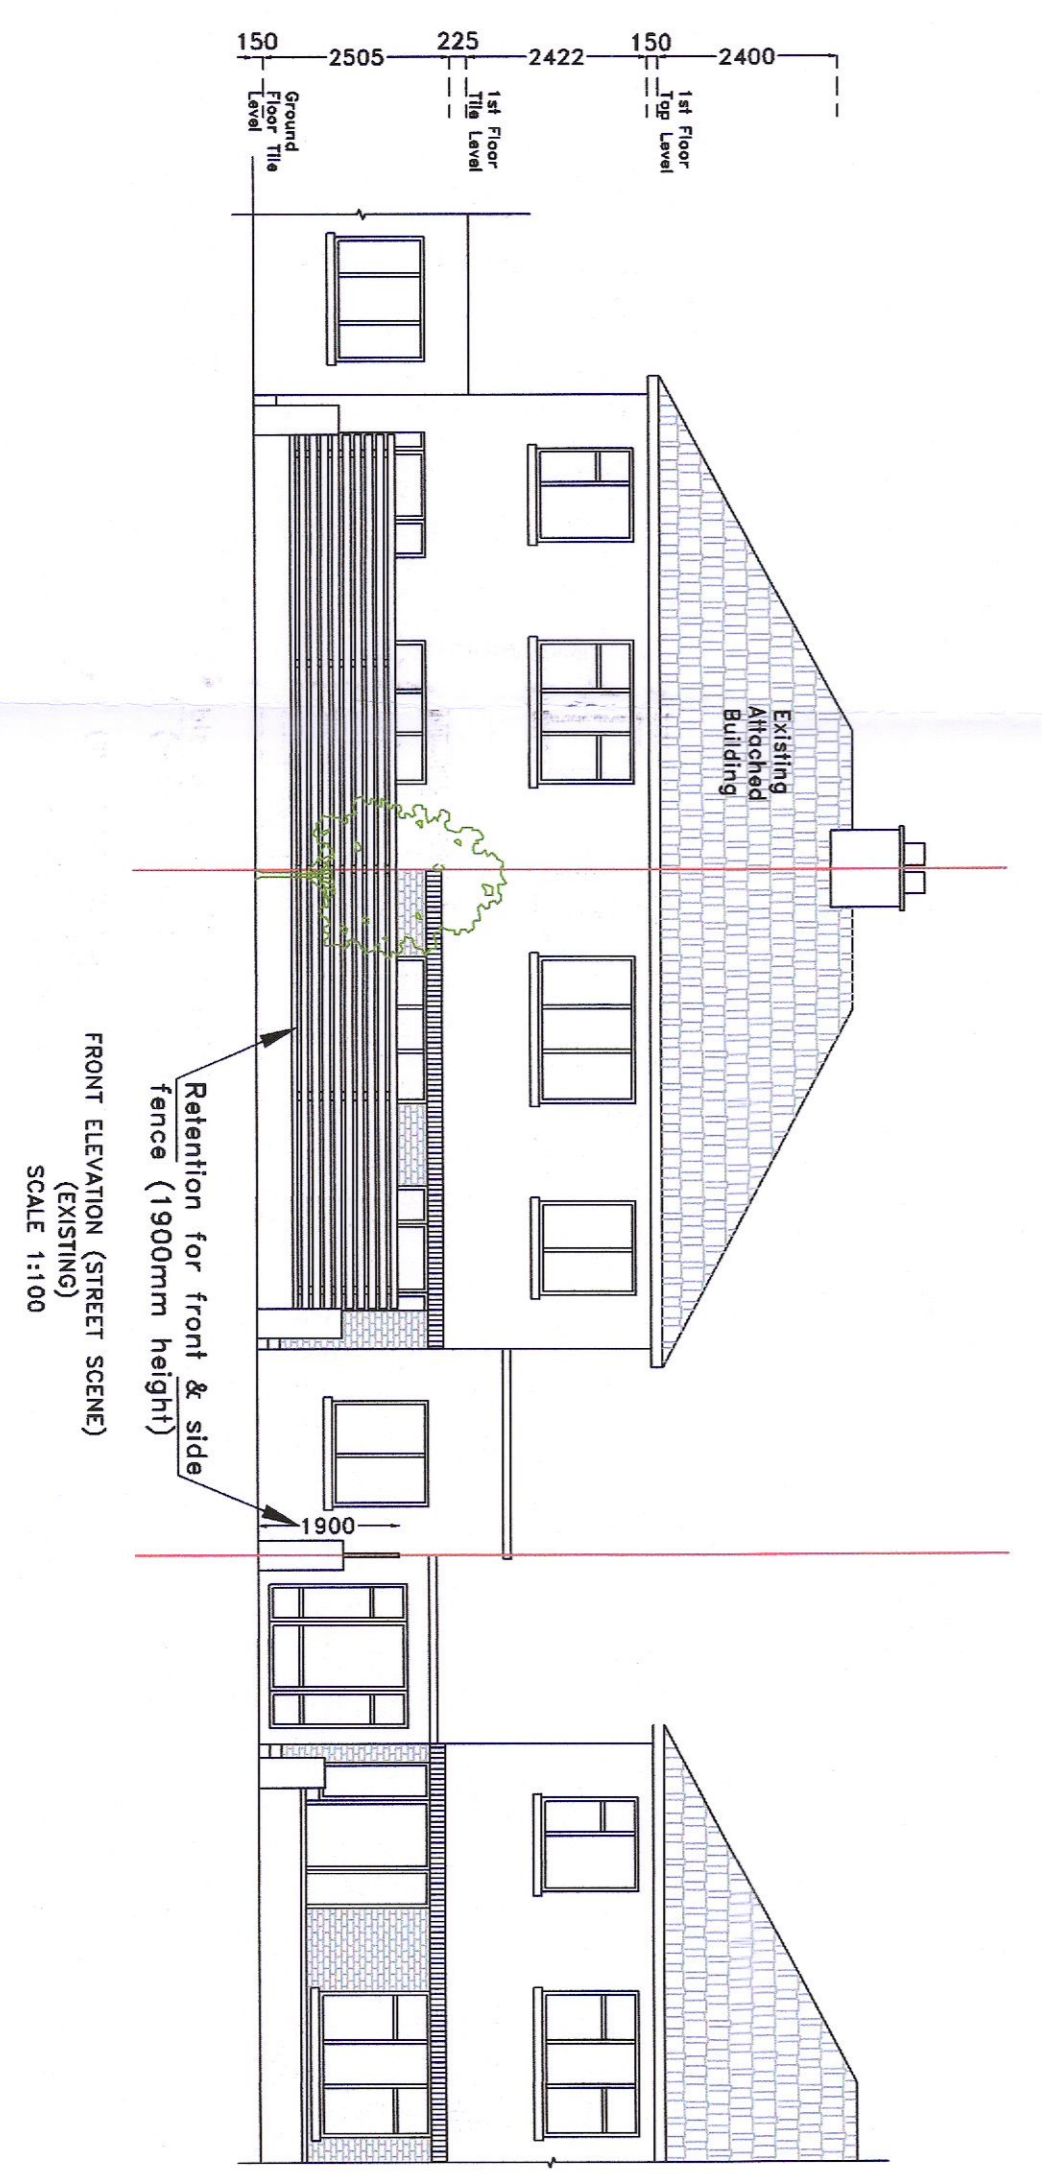 150
2505
225
2422
150
2400
Ground
Floor Tile
Level
1st Floor
Tile Level
1st Floor
Top Level
Existing
Attached
Building
1900
Retention for front & side
fence (1900mm height)
FRONT ELEVATION (STREET SCENE)
(EXISTING)
SCALE 1:100